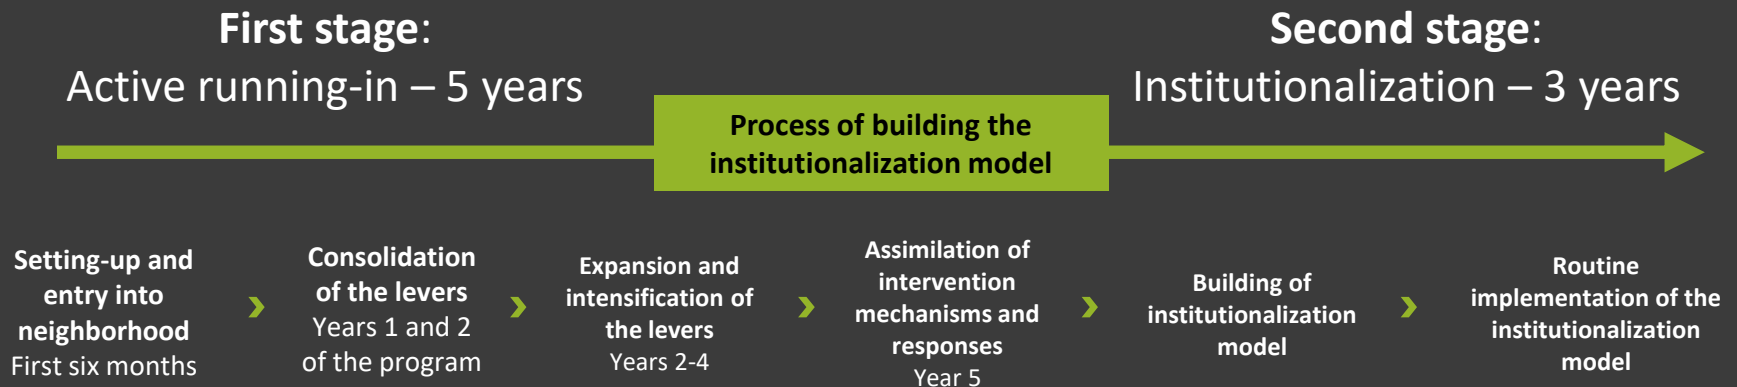 First stage:
Active running-in – 5 years
Second stage:
Institutionalization – 3 years
Process of building the
institutionalization model
Setting-up and
entry into
neighborhood
First six months
Consolidation
of the levers
Years 1 and 2
of the program
Expansion and
intensification of
the levers
Years 2-4
Assimilation of
intervention
mechanisms and
responses
Year 5
Building of
institutionalization
model
Routine
implementation of the
institutionalization
model